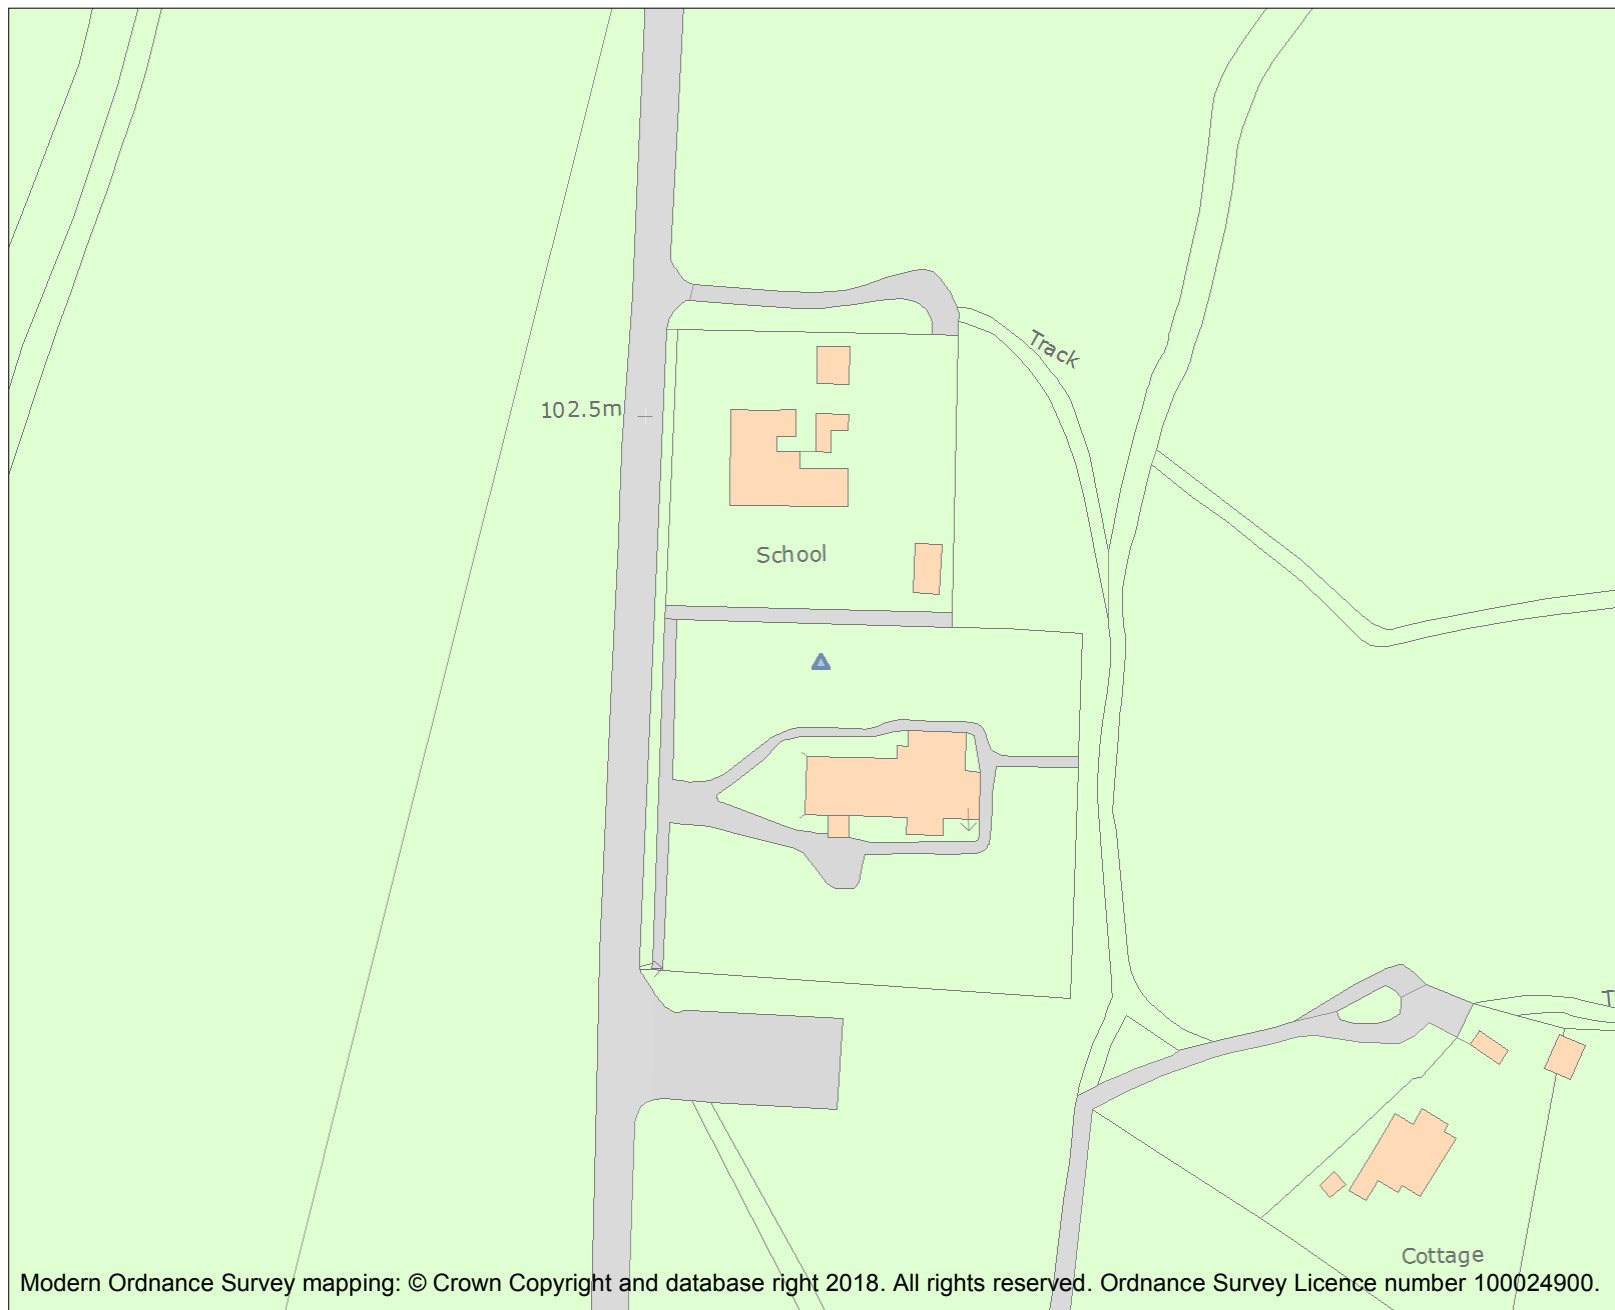 Track
102.5m
School
T
Cottage
Modern Ordnance Survey mapping: © Crown Copyright and database right 2018. All rights reserved. Ordnance Survey Licence number 100024900.